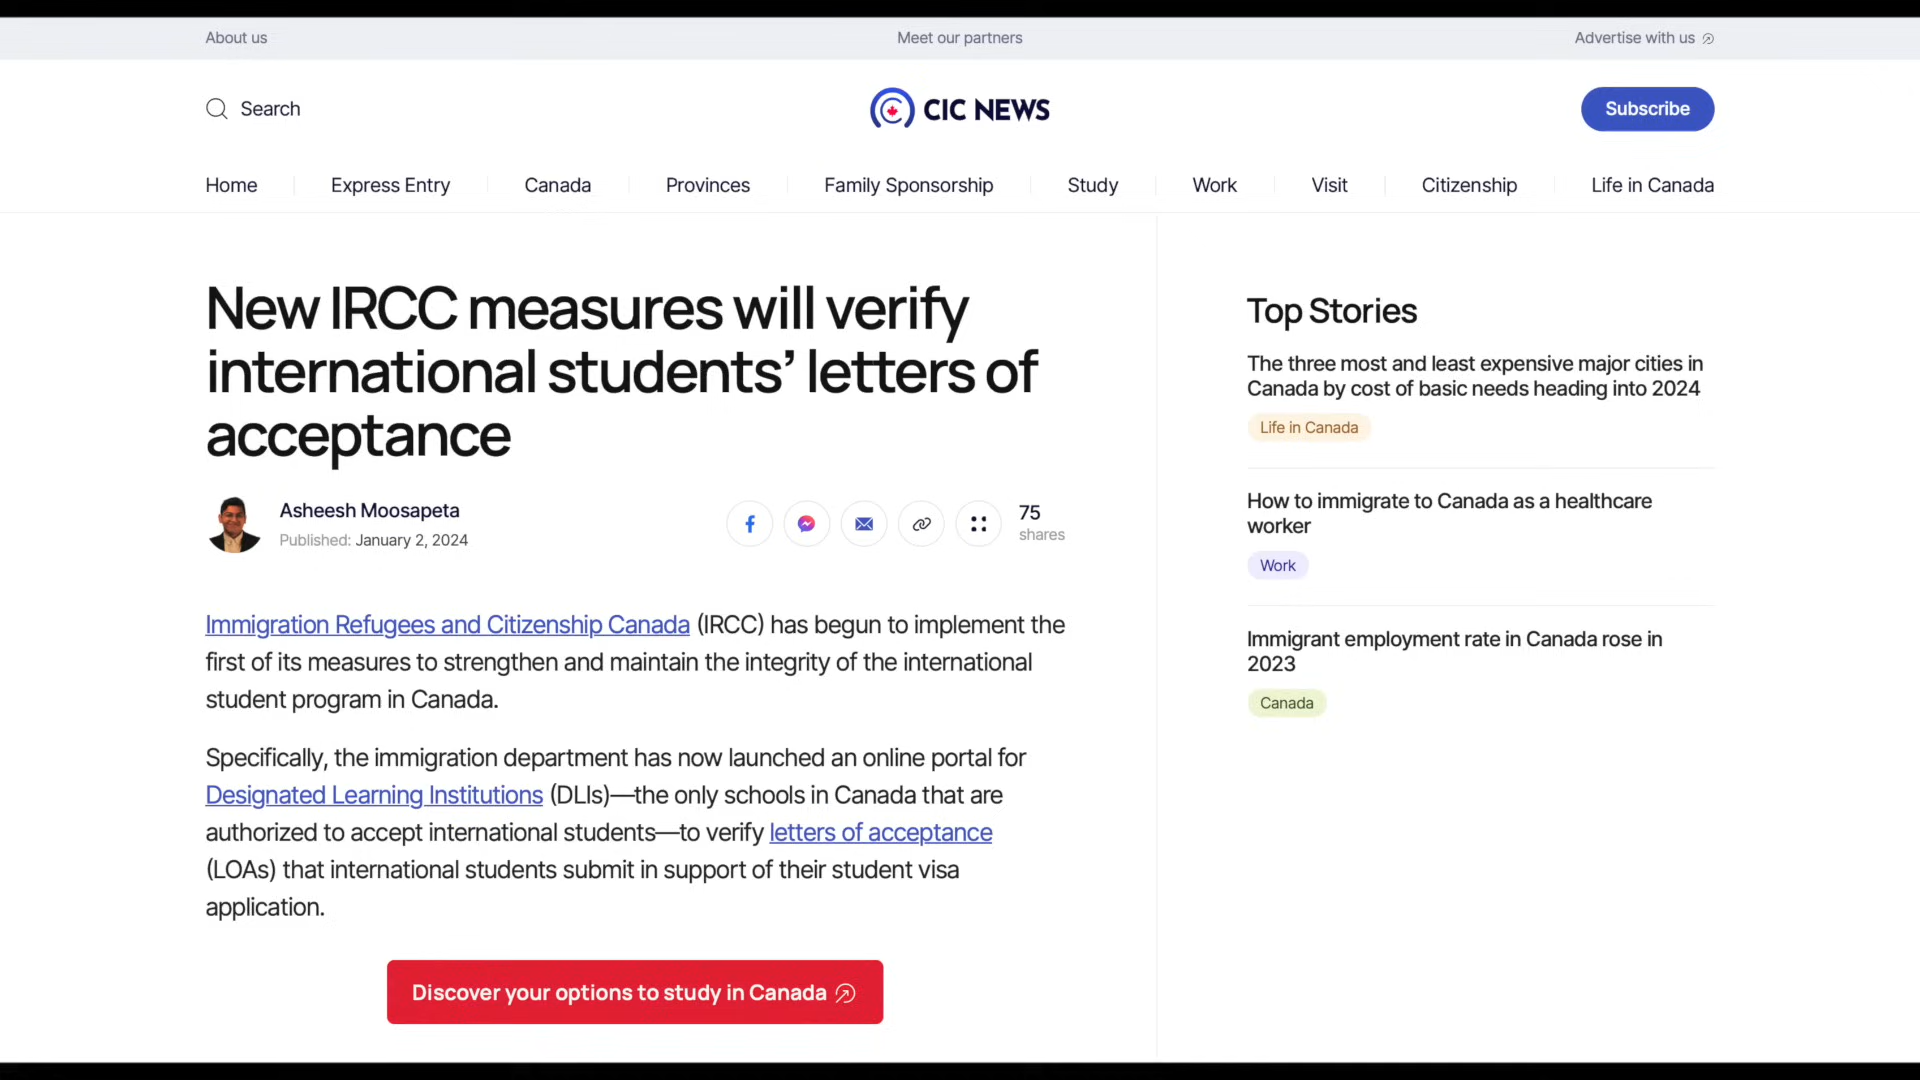 About us
Meet our partners
Advertise with us
Search
CIC NEWS
Subscribe
Home
Express Entry
Canada
Provinces
Family Sponsorship
Study
Work
Visit
Citizenship
Life in Canada
New IRCC measures will verify
international students’ letters of
acceptance
Asheesh Moosapeta
Published: January 2, 2024
75
shares
Immigration Refugees and Citizenship Canada (IRCC) has begun to implement the
first of its measures to strengthen and maintain the integrity of the international
student program in Canada.
Specifically, the immigration department has now launched an online portal for
Designated Learning Institutions (DLIs)—the only schools in Canada that are
authorized to accept international students—to verify letters of acceptance
(LOAs) that international students submit in support of their student visa
application.
Discover your options to study in Canada
Top Stories
The three most and least expensive major cities in
Canada by cost of basic needs heading into 2024
Life in Canada
How to immigrate to Canada as a healthcare
worker
Work
Immigrant employment rate in Canada rose in
2023
Canada